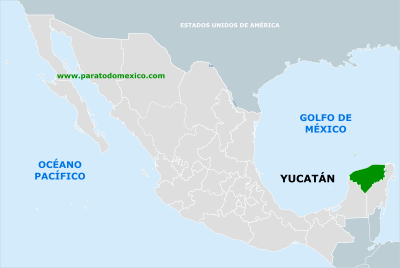 ESTADOS UNIDOS DE AMÉRICA
www.paratodomexico.com
GOLFO DE
MÉXICO
OCÉANO
PACÍFICO
YUCATÁN